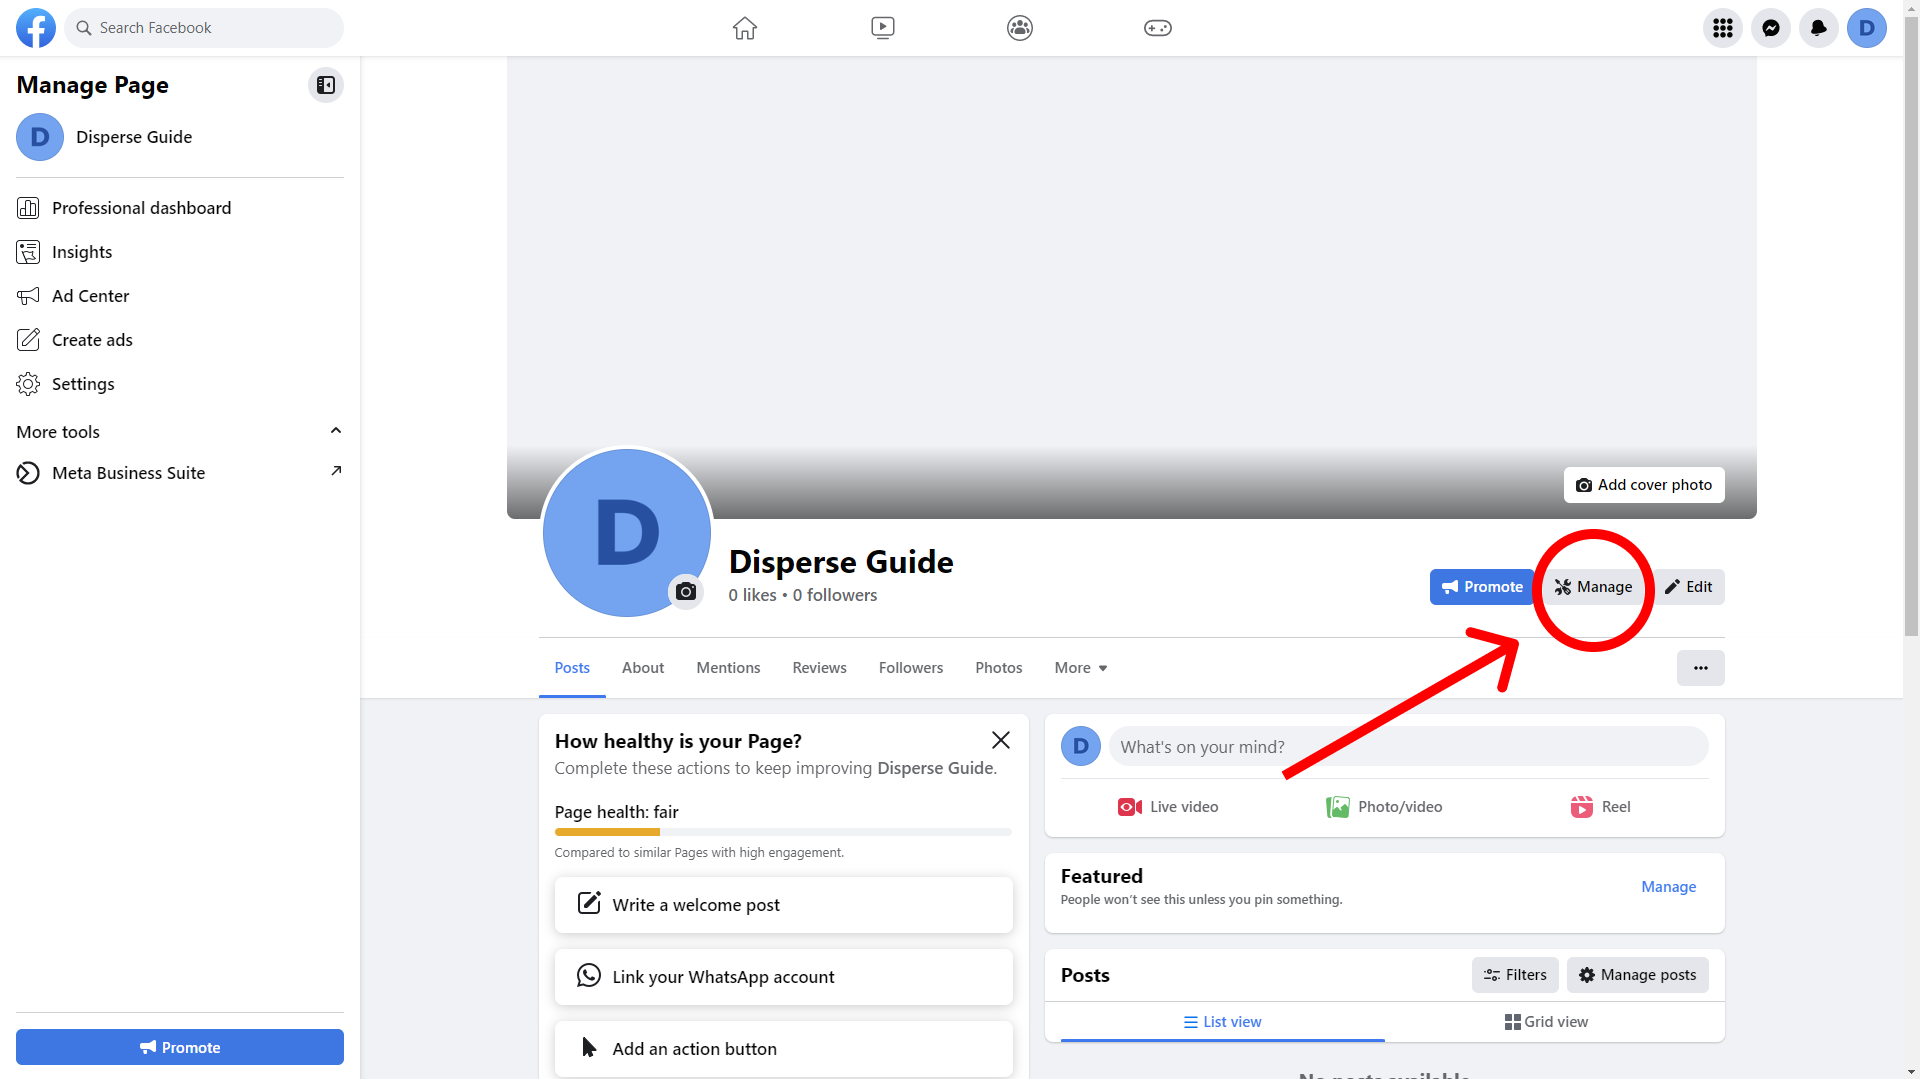 Search Facebook
D
Manage Page
D
Disperse Guide
Professional dashboard
Insights
Ad Center
Create ads
Settings
More tools
Meta Business Suite
Promote
Add cover photo
D
Disperse Guide
0 likes • 0 followers
Promote
Manage
Edit
Posts
About
Mentions
Reviews
Followers
Photos
More
How healthy is your Page?
Complete these actions to keep improving Disperse Guide.
Page health: fair
Compared to similar Pages with high engagement.
Write a welcome post
Link your WhatsApp account
Add an action button
D
What's on your mind?
Live video
Photo/video
Reel
Featured
People won't see this unless you pin something.
Manage
Posts
Filters
Manage posts
List view
Grid view
No posts available